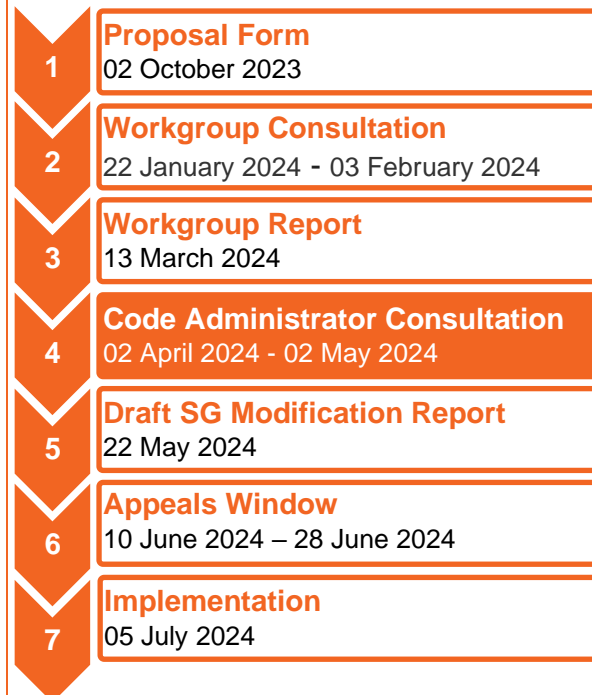 1
Proposal Form
02 October 2023
2
Workgroup Consultation
22 January 2024 - 03 February 2024
3
Workgroup Report
13 March 2024
4
Code Administrator Consultation
02 April 2024 - 02 May 2024
5
Draft SG Modification Report
22 May 2024
6
Appeals Window
10 June 2024 – 28 June 2024
7
Implementation
05 July 2024